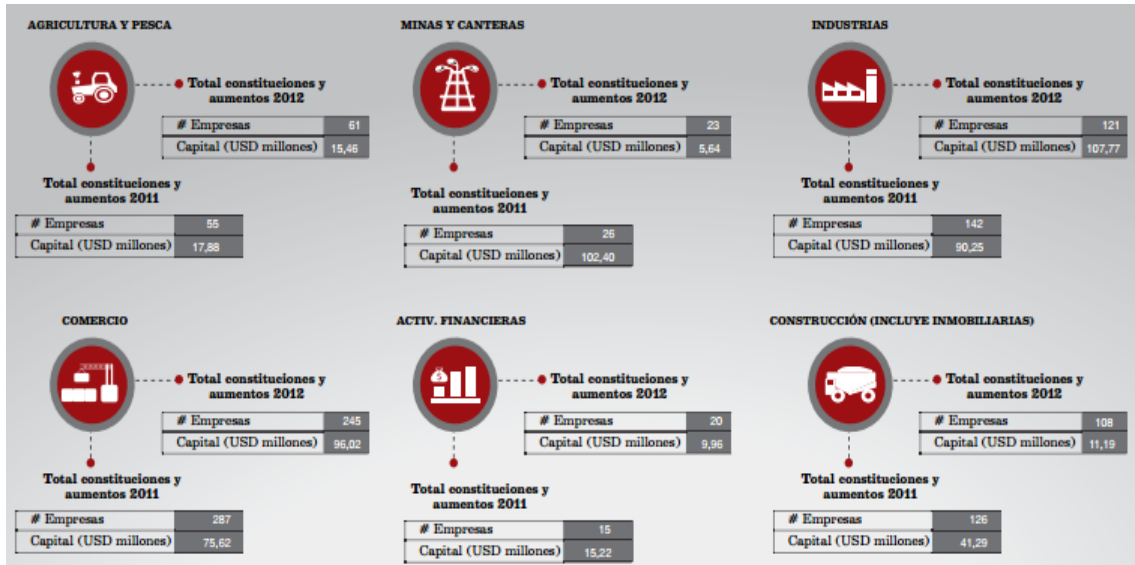 AGRICULTURA Y PESCA
Total constituciones y
aumentos 2012
# Empresas 61
Capital (USD millones) 15,46
Total constituciones y
aumentos 2011
# Empresas 55
Capital (USD millones) 17,88
MINAS Y CANTERAS
Total constituciones y
aumentos 2012
# Empresas 23
Capital (USD millones) 5,64
Total constituciones y
aumentos 2011
# Empresas 26
Capital (USD millones) 102,40
INDUSTRIAS
Total constituciones y
aumentos 2012
# Empresas 121
Capital (USD millones) 107,77
Total constituciones y
aumentos 2011
# Empresas 142
Capital (USD millones) 90,25
COMERCIO
Total constituciones y
aumentos 2012
# Empresas 245
Capital (USD millones) 96,02
Total constituciones y
aumentos 2011
# Empresas 287
Capital (USD millones) 75,62
ACTIV. FINANCIERAS
$
Total constituciones y
aumentos 2012
# Empresas 20
Capital (USD millones) 9,96
Total constituciones y
aumentos 2011
# Empresas 15
Capital (USD millones) 15,22
CONSTRUCCIÓN (INCLUYE INMOBILIARIAS)
Total constituciones y
aumentos 2012
# Empresas 108
Capital (USD millones) 11,19
Total constituciones y
aumentos 2011
# Empresas 126
Capital (USD millones) 41,29